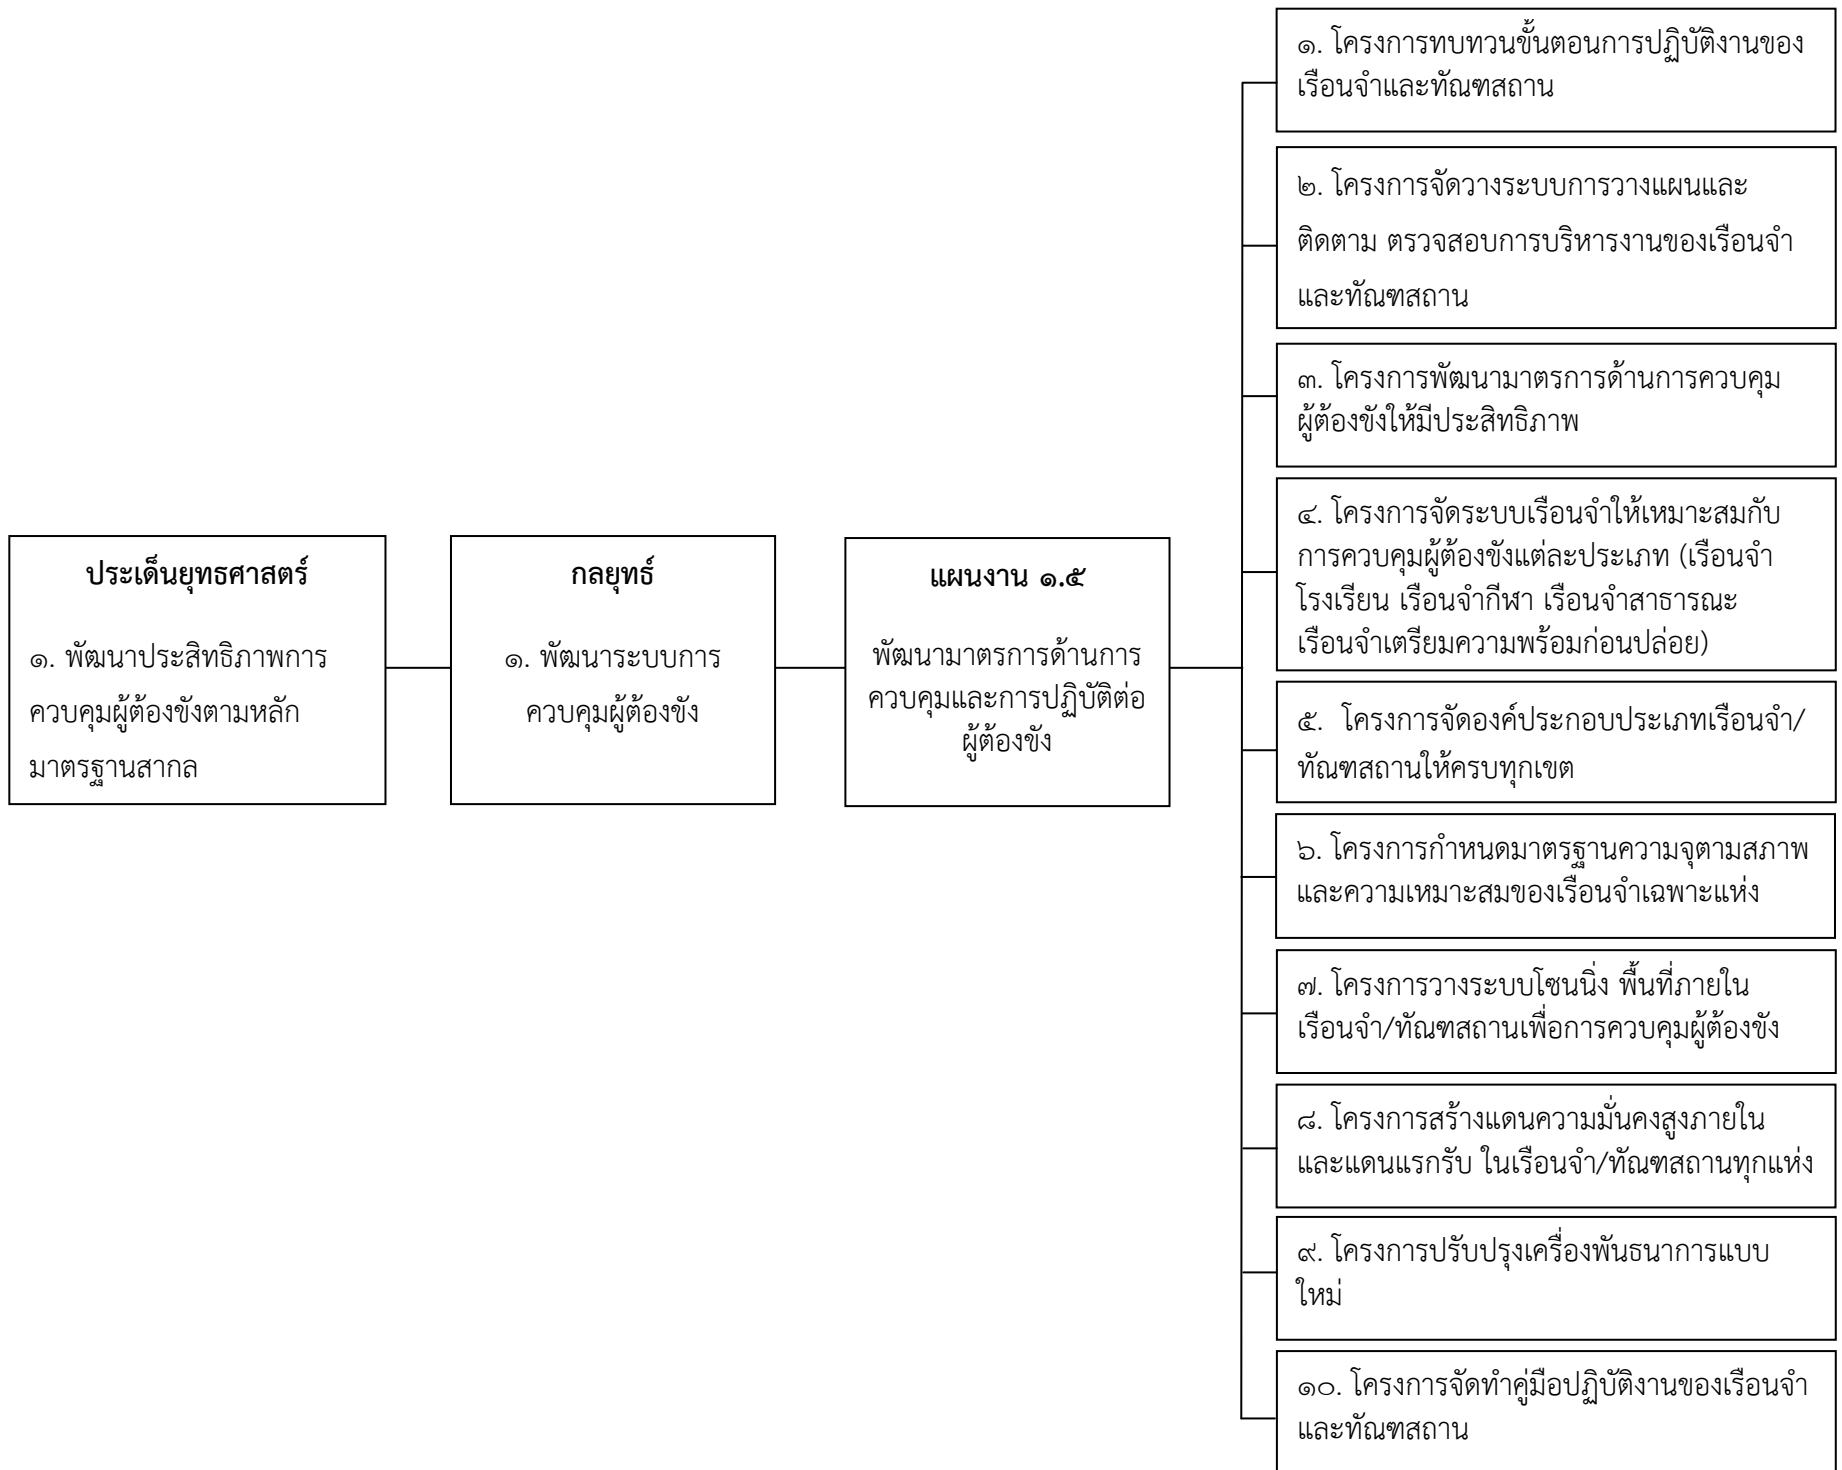 ประเด็นยุทธศาสตร์
๑. พัฒนาประสิทธิภาพการ
ควบคุมผู้ต้องขังตามหลัก
มาตรฐานสากล
กลยุทธ์
๑. พัฒนาระบบการ
ควบคุมผู้ต้องขัง
แผนงาน ๑.๕
พัฒนามาตรการด้านการ
ควบคุมและการปฏิบัติต่อ
ผู้ต้องขัง
๑. โครงการทบทวนขั้นตอนการปฏิบัติงานของ
เรือนจำและทัณฑสถาน
๒. โครงการจัดวางระบบการวางแผนและ
ติดตาม ตรวจสอบการบริหารงานของเรือนจำ
และทัณฑสถาน
๓. โครงการพัฒนามาตรการด้านการควบคุม
ผู้ต้องขังให้มีประสิทธิภาพ
๔. โครงการจัดระบบเรือนจำให้เหมาะสมกับ
การควบคุมผู้ต้องขังแต่ละประเภท (เรือนจำ
โรงเรียน เรือนจำกีฬา เรือนจำสาธารณะ
เรือนจำเตรียมความพร้อมก่อนปล่อย)
๕. โครงการจัดองค์ประกอบประเภทเรือนจำ/
ทัณฑสถานให้ครบทุกเขต
๖. โครงการกำหนดมาตรฐานความจุตามสภาพ
และความเหมาะสมของเรือนจำเฉพาะแห่ง
๗. โครงการวางระบบโซนนิ่ง พื้นที่ภายใน
เรือนจำ/ทัณฑสถานเพื่อการควบคุมผู้ต้องขัง
๘. โครงการสร้างแดนความมั่นคงสูงภายใน
และแดนแรกรับ ในเรือนจำ/ทัณฑสถานทุกแห่ง
๙. โครงการปรับปรุงเครื่องพันธนาการแบบ
ใหม่
๑๐. โครงการจัดทำคู่มือปฏิบัติงานของเรือนจำ
และทัณฑสถาน